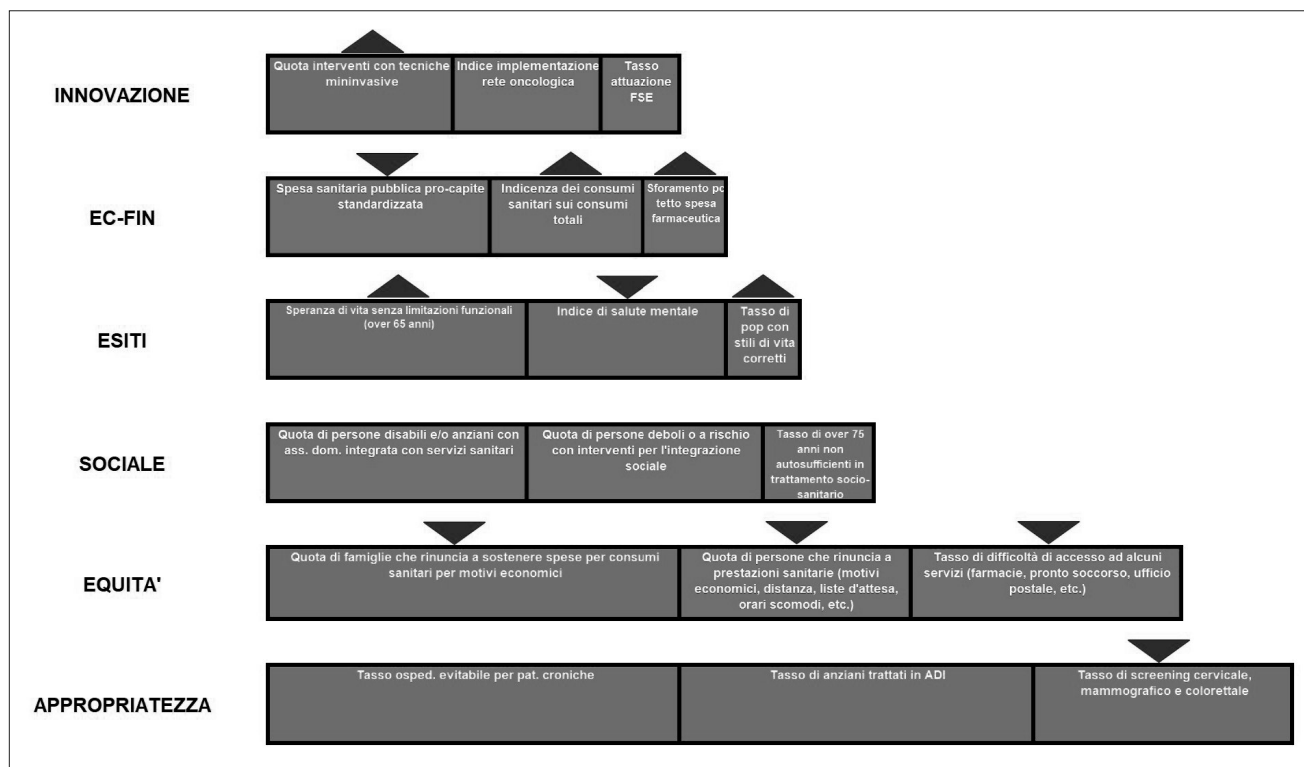 INNOVAZIONE
Quota interventi con tecniche
mininvasive
Indice implementazione
rete oncologica
Tasso
attuazione
FSE
EC-FIN
Spesa sanitaria pubblica pro-capite
standardizzata
Indicenza dei consumi
sanitari sui consumi
totali
Sforamento po
tetto spesa
farmaceutica
ESITI
Speranza di vita senza limitazioni funzionali
(over 65 anni)
Indice di salute mentale
Tasso di
pop con
stili di vita
corretti
SOCIALE
Quota di persone disabili e/o anziani con
ass. dom. integrata con servizi sanitari
Quota di persone deboli o a rischio
con interventi per l'integrazione
sociale
Tasso di over 75
anni non
autosufficienti in
trattamento socio-
sanitario
EQUITA'
Quota di famiglie che rinuncia a sostenere spese per consumi
sanitari per motivi economici
Quota di persone che rinuncia a
prestazioni sanitarie (motivi
economici, distanza, liste d'attesa,
orari scomodi, etc.)
Tasso di difficoltà di accesso ad alcuni
servizi (farmacie, pronto soccorso, ufficio
postale, etc.)
APPROPRIATEZZA
Tasso osped. evitabile per pat. croniche
Tasso di anziani trattati in ADI
Tasso di screening cervicale,
mammografico e colorettale